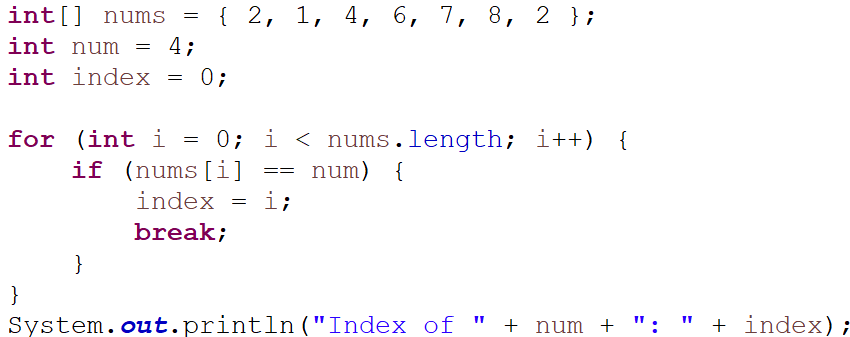 int[] nums = { 2, 1, 4, 6, 7, 8, 2 };
int num = 4;
int index = 0;

for (int i = 0; i < nums.length; i++) {
    if (nums[i] == num) {
        index = i;
        break;
    }
}
System.out.println("Index of " + num + ": " + index);